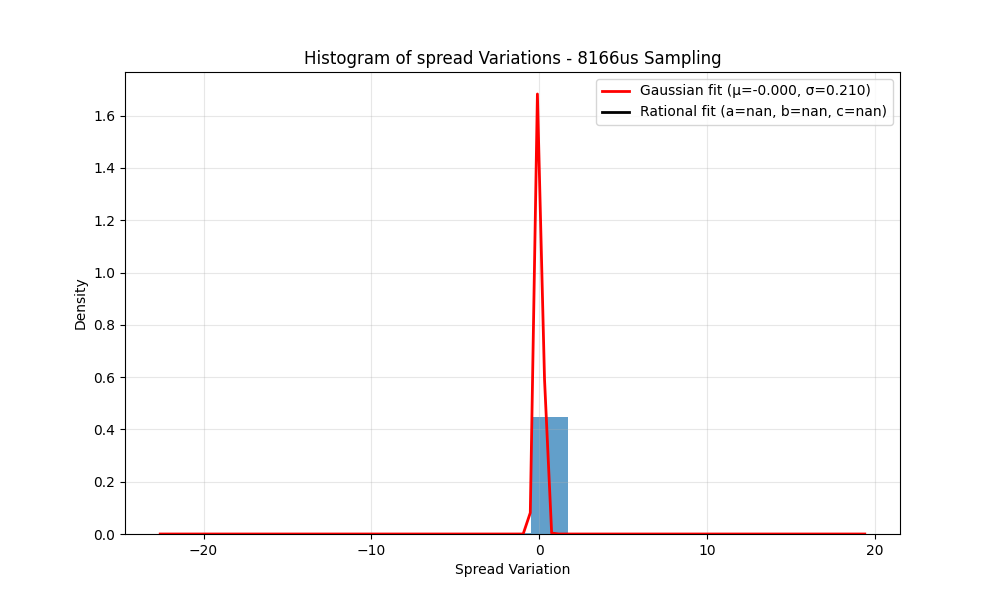 Histogram of spread Variations - 8166us Sampling
Gaussian fit (μ=-0.000, σ=0.210)
Rational fit (a=nan, b=nan, c=nan)
1.6
1.4
1.2
1.0
0.8
0.6
0.4
0.2
0.0
Density
−20
−10
0
10
20
Spread Variation